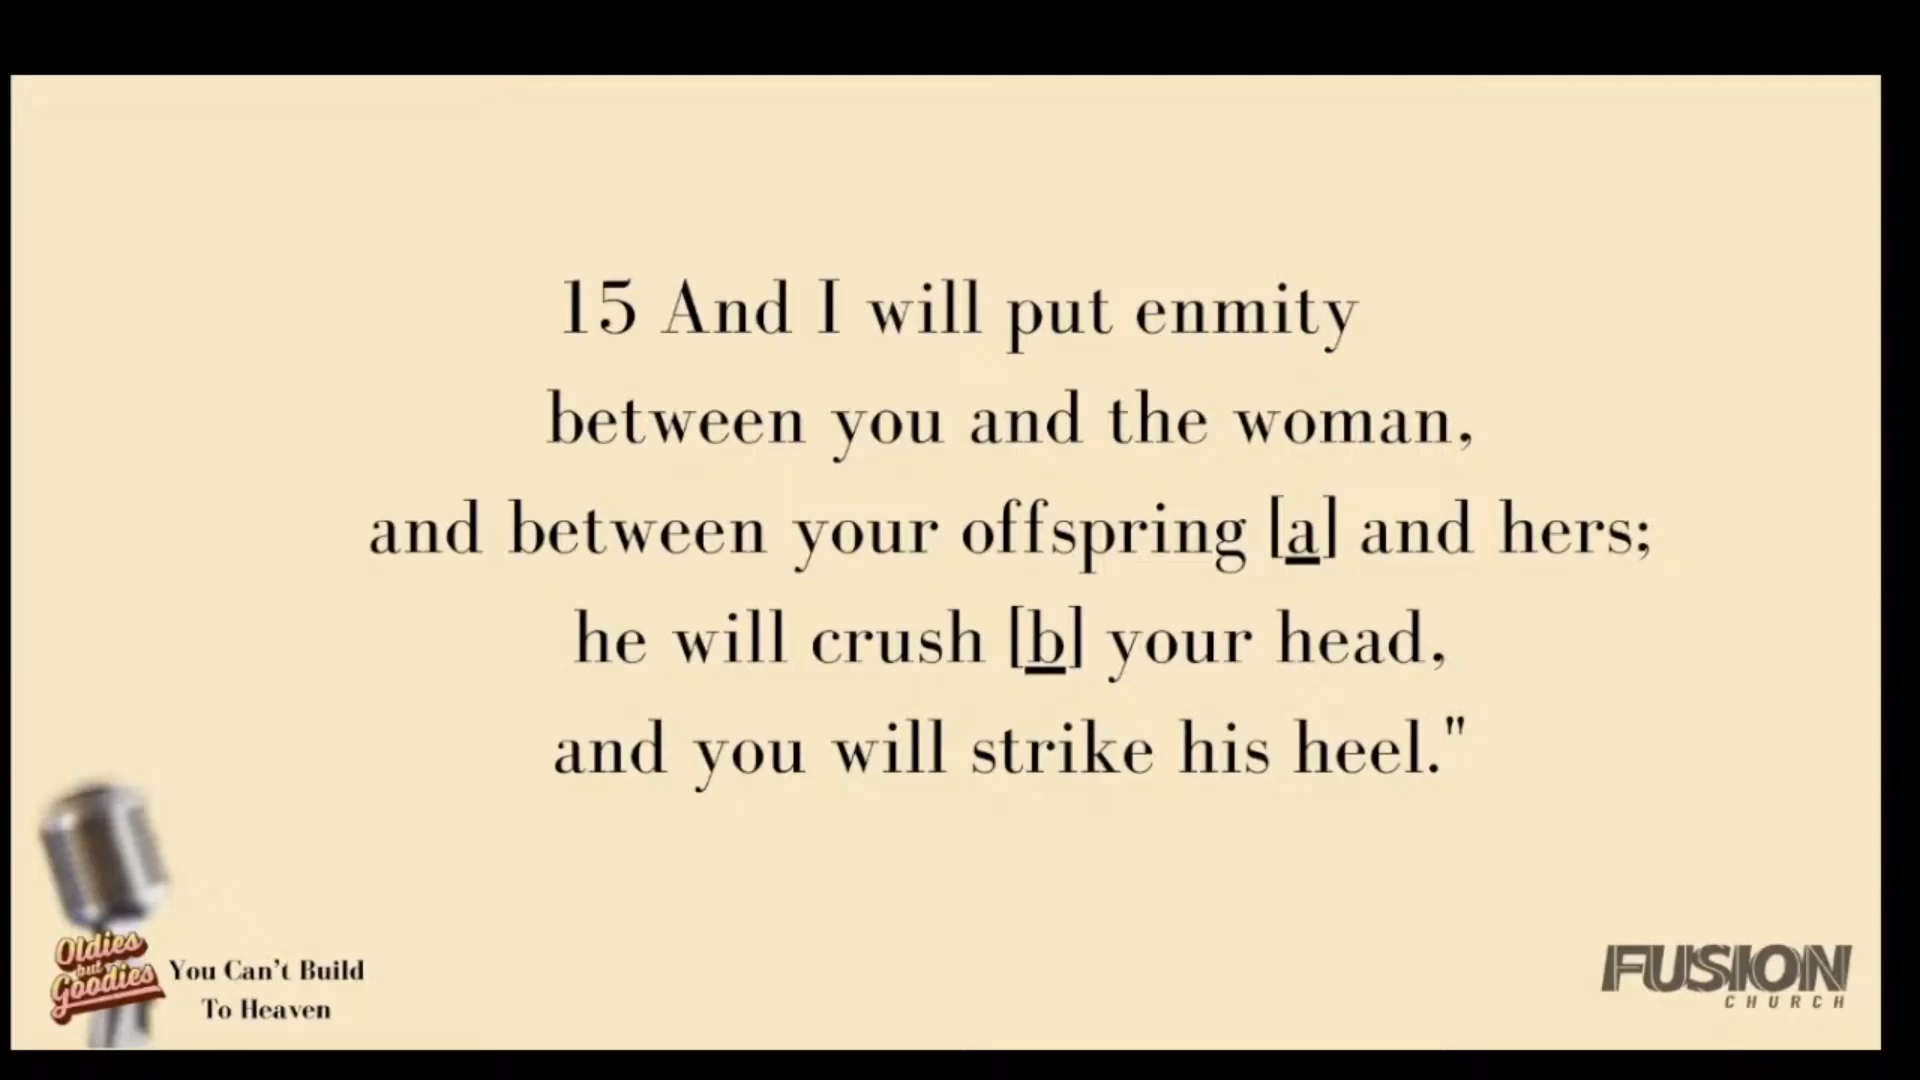 15 And I will put enmity
between you and the woman,
and between your offspring [a] and hers;
he will crush [b] your head,
and you will strike his heel."
Oldies
but
Goodies
You Can't Build
To Heaven
FUSION
CHURCH